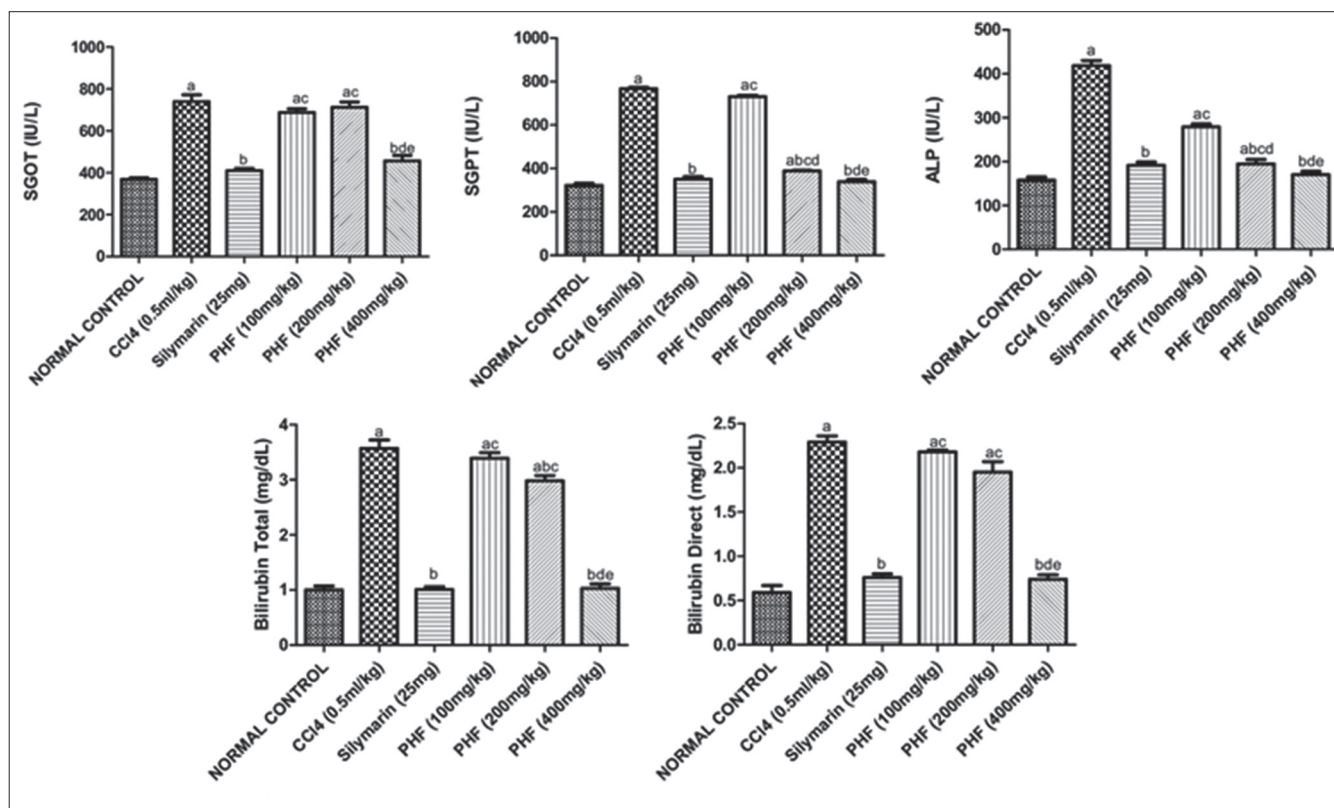 SGOT (IU/L)
1000
800
600
400
200
0
a
b
ac
ac
bde
NORMAL CONTROL
CCl4 (0.5ml/kg)
Silymarin (25mg)
PHF (100mg/kg)
PHF (200mg/kg)
PHF (400mg/kg)
SGPT (IU/L)
1000
800
600
400
200
0
a
b
ac
abcd
bde
NORMAL CONTROL
CCl4 (0.5ml/kg)
Silymarin (25mg)
PHF (100mg/kg)
PHF (200mg/kg)
PHF (400mg/kg)
ALP (IU/L)
500
400
300
200
100
0
a
b
ac
abcd
bde
NORMAL CONTROL
CCl4 (0.5ml/kg)
Silymarin (25mg)
PHF (100mg/kg)
PHF (200mg/kg)
PHF (400mg/kg)
Bilirubin Total (mg/dL)
4
3
2
1
0
a
b
ac
abc
bde
NORMAL CONTROL
CCl4 (0.5ml/kg)
Silymarin (25mg)
PHF (100mg/kg)
PHF (200mg/kg)
PHF (400mg/kg)
Bilirubin Direct (mg/dL)
2.5
2.0
1.5
1.0
0.5
0.0
a
b
ac
ac
bde
NORMAL CONTROL
CCl4 (0.5ml/kg)
Silymarin (25mg)
PHF (100mg/kg)
PHF (200mg/kg)
PHF (400mg/kg)